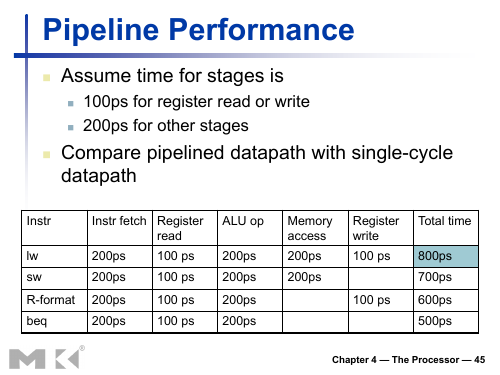 Pipeline Performance
Assume time for stages is
100ps for register read or write
200ps for other stages
Compare pipelined datapath with single-cycle
datapath
Instr Instr fetch Register read ALU op Memory access Register write Total time
lw 200ps 100 ps 200ps 200ps 100 ps 800ps
sw 200ps 100 ps 200ps 200ps 700ps
R-format 200ps 100 ps 200ps 100 ps 600ps
beq 200ps 100 ps 200ps 500ps
MK®
Chapter 4 — The Processor — 45